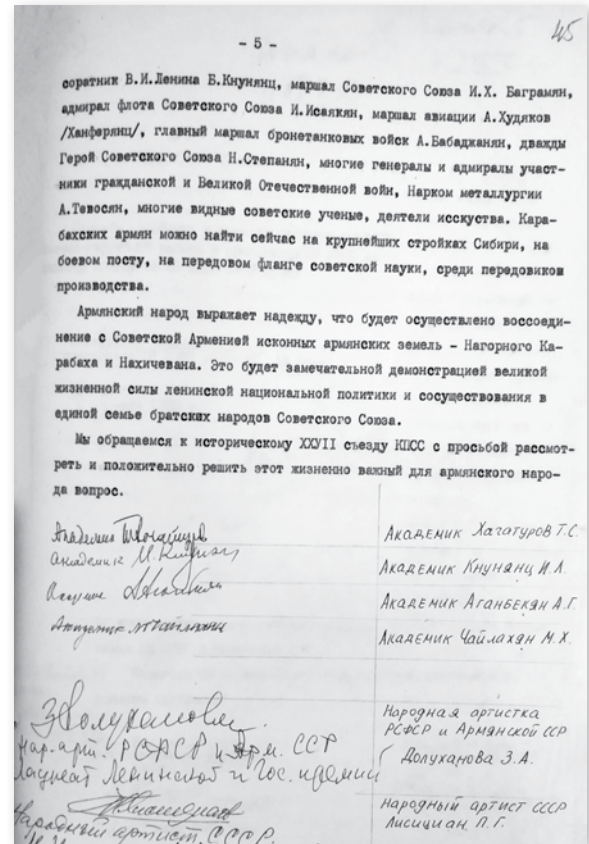 45
- 5 -
соратник В.И.Ленина Б.Кнунянц, маршал Советского Союза И.Х. Баграмян,
адмирал флота Советского Союза И.Исаякян, маршал авиации А.Худяков
/Ханферянц/, главный маршал бронетанковых войск А.Бабаджанян, дважды
Герой Советского Союза Н.Степанян, многие генералы и адмиралы участ-
ники гражданской и Великой Отечественной войн, Нарком металлургии
А.Тевосян, многие видные советские ученые, деятели исскуства. Кара-
бахских армян можно найти сейчас на крупнейших стройках Сибири, на
боевом посту, на передовом фланге советской науки, среди передовиков
производства.
Армянский народ выражает надежду, что будет осуществлено воссоеди-
нение с Советской Арменией исконных армянских земель - Нагорного Ка-
рабаха и Нахичевана. Это будет замечательной демонстрацией великой
жизненной силы ленинской национальной политики и сосуществования в
единой семье братских народов Советского Союза.
Мы обращаемся к историческому XXУII съезду КПСС с просьбой рассмот-
реть и положительно решить этот жизненно важный для армянского наро-
да вопрос.
Академик
Академик Хачатуров Т.С.
академик
Академик Кнунянц И.Л.
Академик Аганбекян А.Г.
Академик
Академик Чайлахян М.Х.
ЗДолуханова
Нар.арт. РСФСР и Арм. ССР
Лауреат Ленинской и Гос. премии
Народная артистка
РСФСР и Армянской ССР
Долуханова З.А.
Народный артист СССР
Народный артист СССР
Лисициан П.Г.